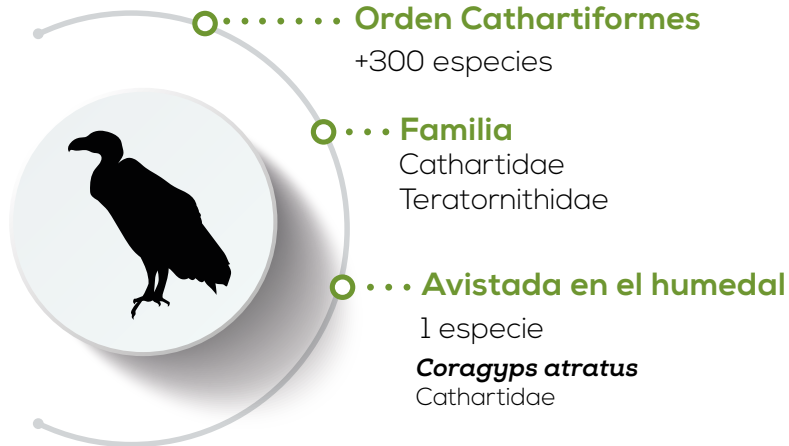 Orden Cathartiformes
+300 especies
Familia
Cathartidae
Teratornithidae
Avistada en el humedal
1 especie
Coragyps atratus
Cathartidae